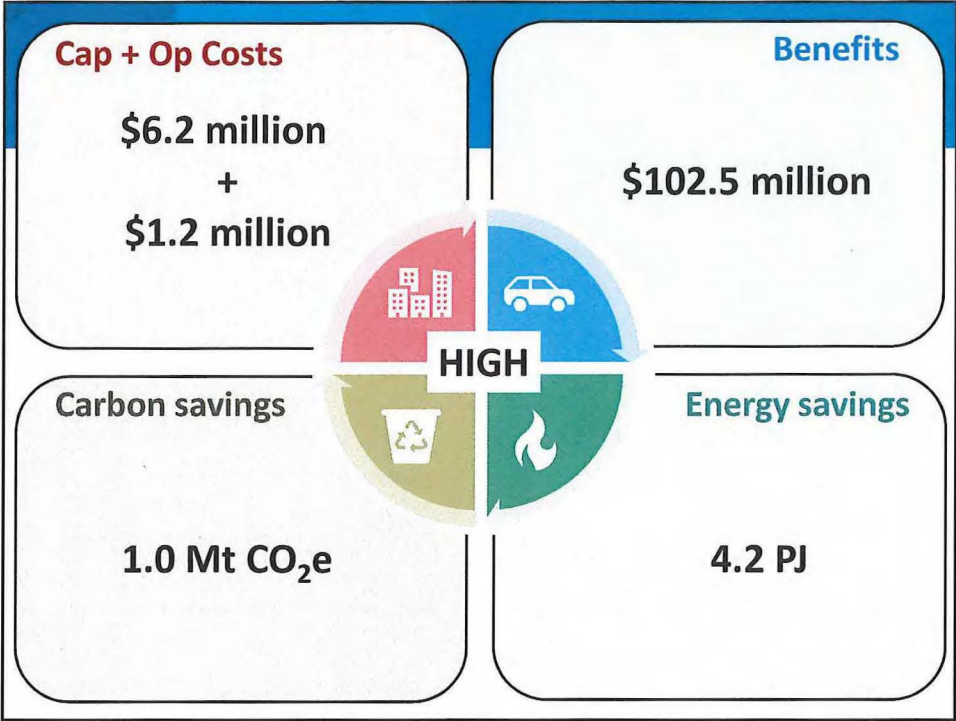 Cap + Op Costs
$6.2 million
+
$1.2 million
Benefits
$102.5 million
HIGH
Carbon savings
1.0 Mt CO₂e
Energy savings
4.2 PJ